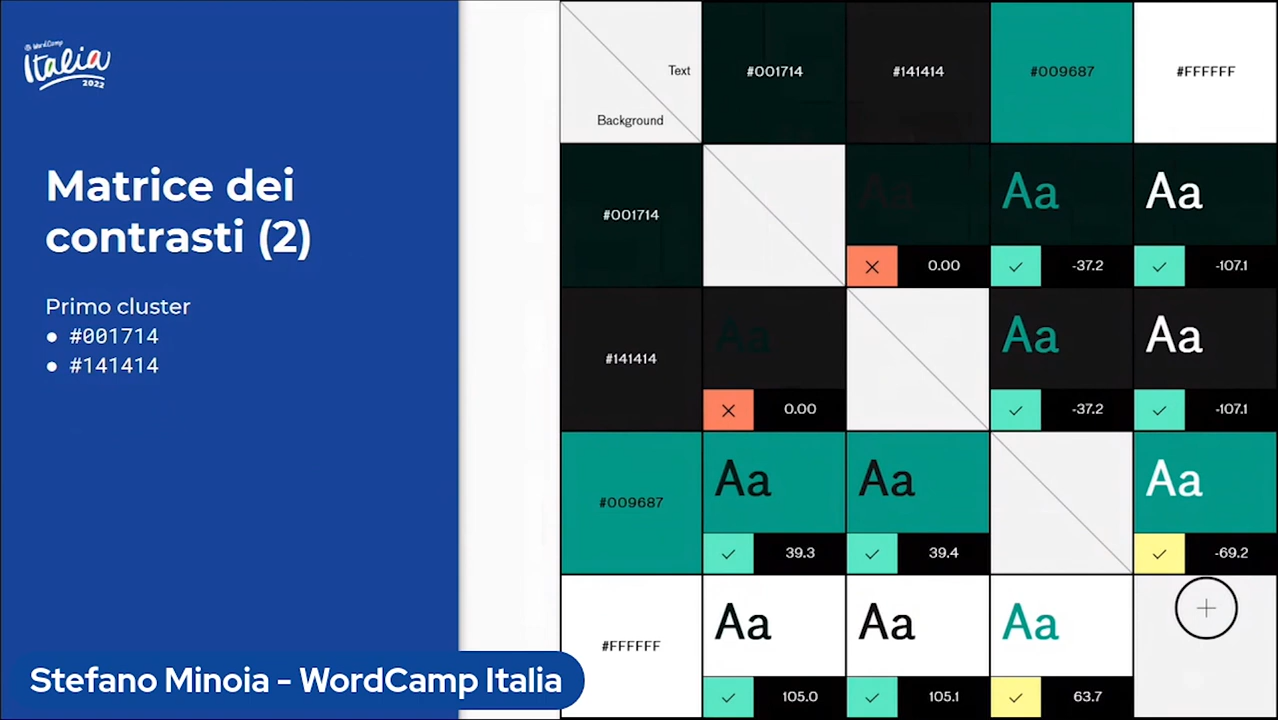 WordCamp
Italia
2022
Matrice dei
contrasti (2)
Primo cluster
● #001714
● #141414
Text
Background
#001714
#141414
#009687
#FFFFFF
#001714
Aa
Aa
Aa
0.00
-37.2
-107.1
#141414
Aa
Aa
Aa
0.00
-37.2
-107.1
#009687
Aa
Aa
Aa
39.3
39.4
-69.2
#FFFFFF
Aa
Aa
Aa
105.0
105.1
63.7
Stefano Minoia - WordCamp Italia